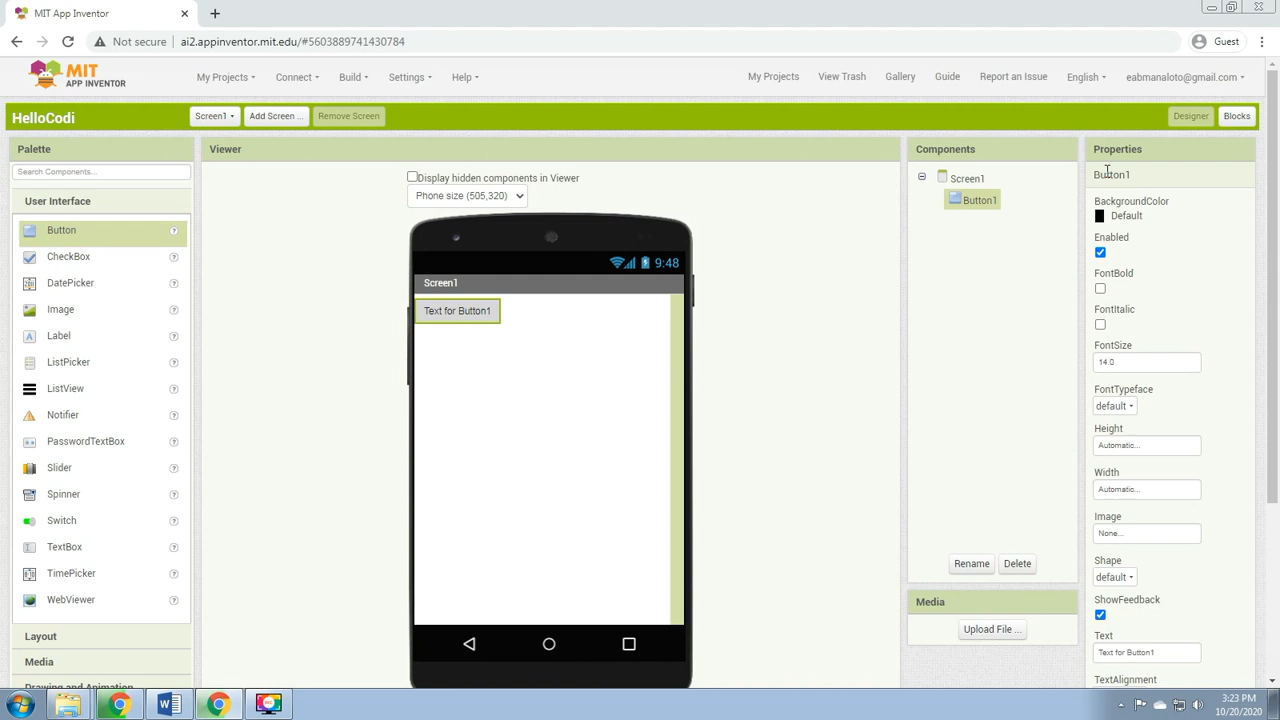 MIT App Inventor
Not secure
ai2.appinventor.mit.edu/#5603889741430784
Guest
MIT
APP INVENTOR
My Projects
Connect
Build
Settings
Help
My Projects
View Trash
Gallery
Guide
Report an Issue
English
eabmanaloto@gmail.com
HelloCodi
Screen1
Add Screen ...
Remove Screen
Designer
Blocks
Palette
Search Components...
User Interface
Button
CheckBox
DatePicker
Image
Label
ListPicker
ListView
Notifier
PasswordTextBox
Slider
Spinner
Switch
TextBox
TimePicker
WebViewer
Layout
Media
Drawing and Animation
Viewer
Display hidden components in Viewer
Phone size (505,320)
9:48
Screen1
Text for Button1
Components
Screen1
Button1
Rename
Delete
Media
Upload File ...
Properties
Button1
BackgroundColor
Default
Enabled
FontBold
FontItalic
FontSize
14.0
FontTypeface
default
Height
Automatic...
Width
Automatic...
Image
None...
Shape
default
ShowFeedback
Text
Text for Button1
TextAlignment
3:23 PM
10/20/2020